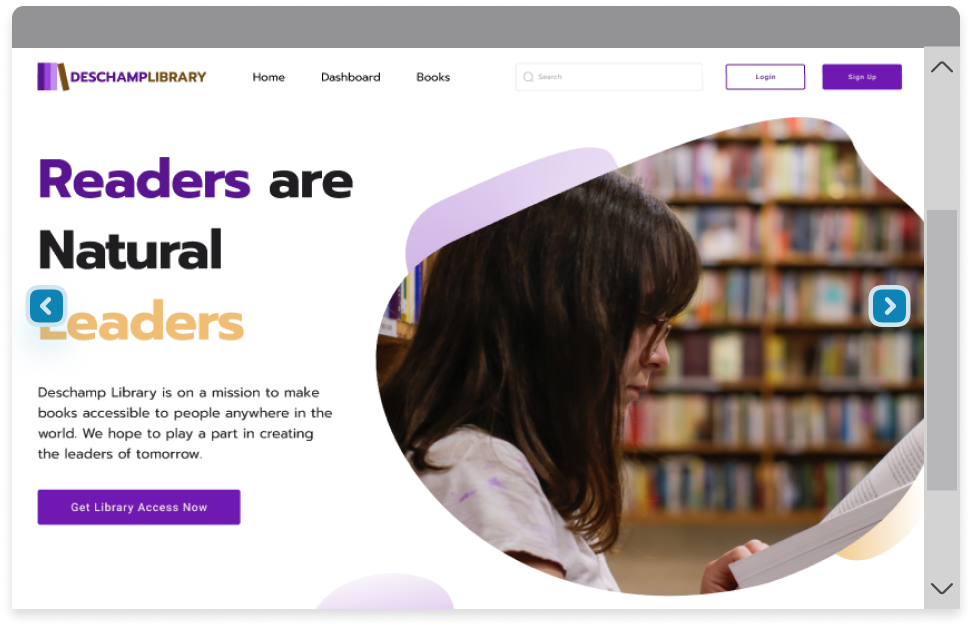 DESCHAMPLIBRARY
Home Dashboard Books Search Login Sign Up
Readers are
Natural
Leaders
Deschamp Library is on a mission to make
books accessible to people anywhere in the
world. We hope to play a part in creating
the leaders of tomorrow.
Get Library Access Now